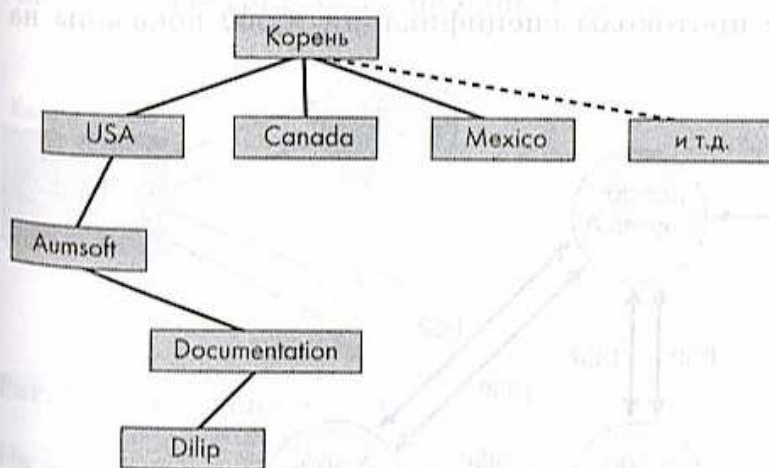 Корень
USA Canada Mexico и т.д.
Aumsoft
Documentation
Dilip